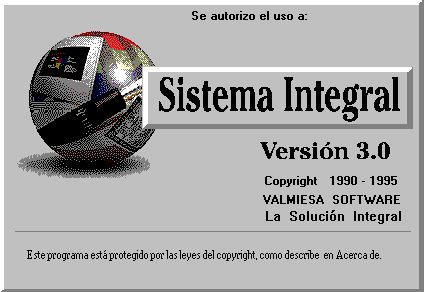 Se autorizo el uso a:
Sistema Integral
Versión 3.0
Copyright 1990 - 1995
VALMIESA SOFTWARE
La Solución Integral
Este programa está protegido por las leyes del copyright, como describe en Acerca de.